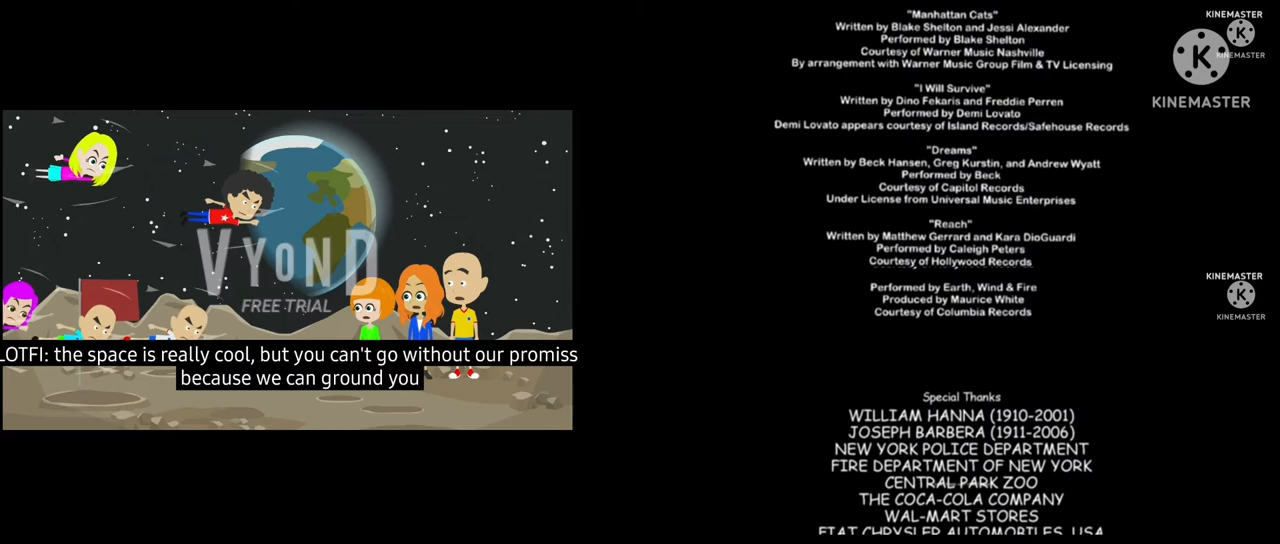 VYOND
FREE TRIAL
LOTFI: the space is really cool, but you can't go without our promiss
because we can ground you
"Manhattan Cats"
Written by Blake Shelton and Jessi Alexander
Performed by Blake Shelton
Courtesy of Warner Music Nashville
By arrangement with Warner Music Group Film & TV Licensing
"I Will Survive"
Written by Dino Fekaris and Freddie Perren
Performed by Demi Lovato
Demi Lovato appears courtesy of Island Records/Safehouse Records
"Dreams"
Written by Beck Hansen, Greg Kurstin, and Andrew Wyatt
Performed by Beck
Courtesy of Capitol Records
Under License from Universal Music Enterprises
"Reach"
Written by Matthew Gerrard and Kara DioGuardi
Performed by Caleigh Peters
Courtesy of Hollywood Records
Performed by Earth, Wind & Fire
Produced by Maurice White
Courtesy of Columbia Records
Special Thanks
WILLIAM HANNA (1910-2001)
JOSEPH BARBERA (1911-2006)
NEW YORK POLICE DEPARTMENT
FIRE DEPARTMENT OF NEW YORK
CENTRAL PARK ZOO
THE COCA-COLA COMPANY
WAL-MART STORES
FIAT CHRYSLER AUTOMOBILES, USA
KINEMASTER
K
KINEMASTER
K
KINEMASTER
KINEMASTER
K
KINEMASTER